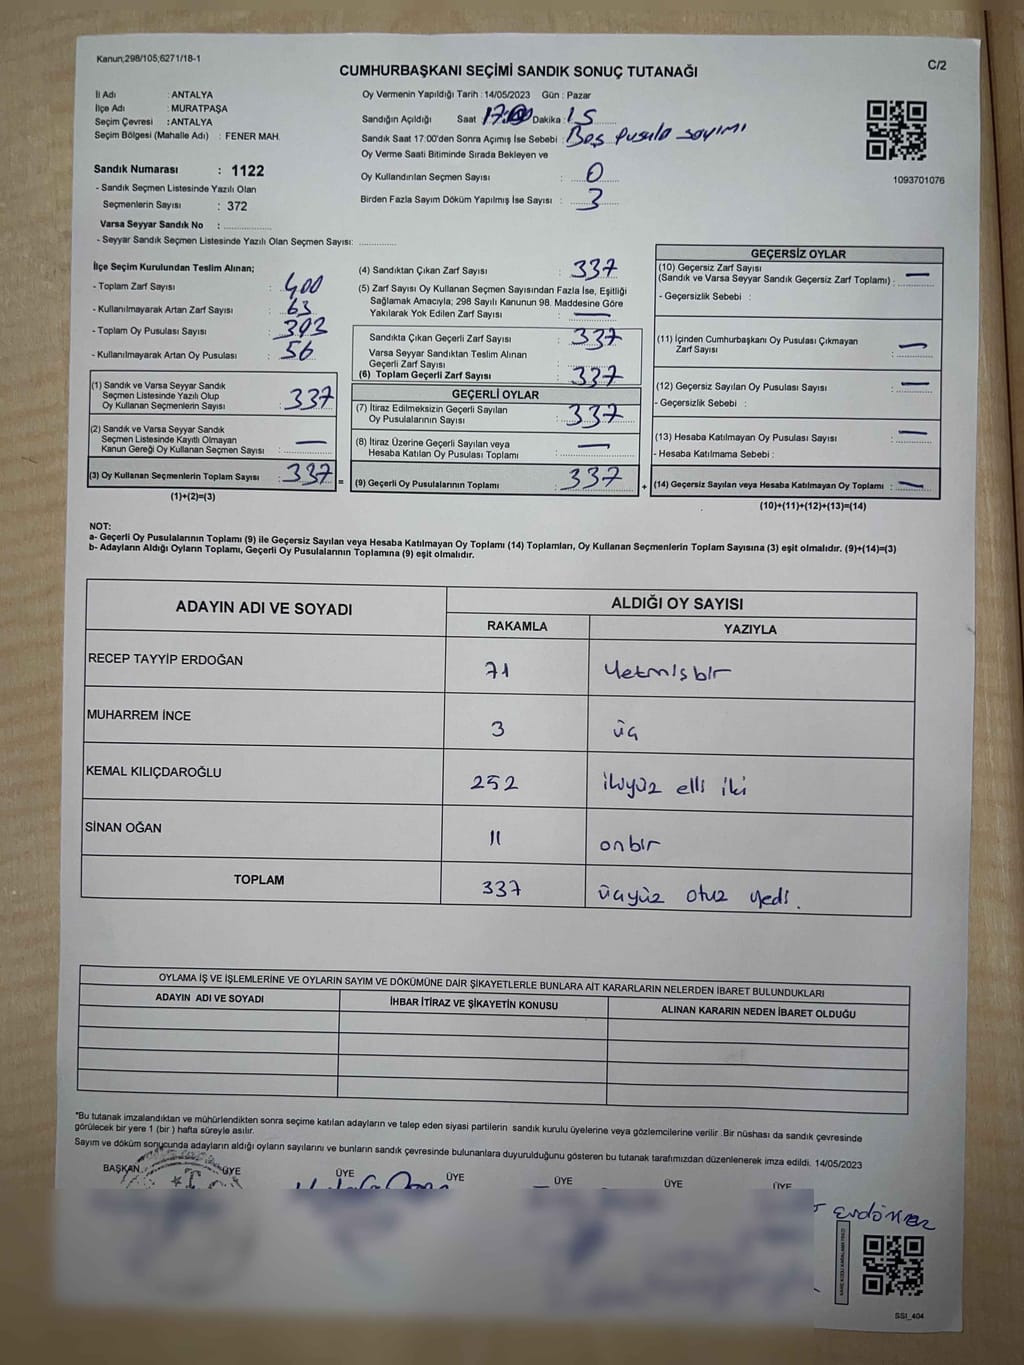 Kanun;298/105,6271/18-1
C/2
CUMHURBAŞKANI SEÇİMİ SANDIK SONUÇ TUTANAĞI
İl Adı : ANTALYA
İlçe Adı : MURATPAŞA
Seçim Çevresi : ANTALYA
Seçim Bölgesi (Mahalle Adı) : FENER MAH.
Oy Vermenin Yapıldığı Tarih : 14/05/2023 Gün : Pazar
Sandığın Açıldığı Saat 17:00 Dakika : 15
Sandık Saat 17:00'den Sonra Açımış İse Sebebi : Boş Pusula sayımı
Oy Verme Saati Bitiminde Sırada Bekleyen ve
Oy Kullandırılan Seçmen Sayısı : 0
Birden Fazla Sayım Döküm Yapılmış İse Sayısı : 3
1093701076
Sandık Numarası : 1122
- Sandık Seçmen Listesinde Yazılı Olan
Seçmenlerin Sayısı : 372
Varsa Seyyar Sandık No :
- Seyyar Sandık Seçmen Listesinde Yazılı Olan Seçmen Sayısı:
İlçe Seçim Kurulundan Teslim Alınan;
- Toplam Zarf Sayısı : 400
- Kullanılmayarak Artan Zarf Sayısı : 63
- Toplam Oy Pusulası Sayısı : 393
- Kullanılmayarak Artan Oy Pusulası : 56
(1) Sandık ve Varsa Seyyar Sandık
Seçmen Listesinde Yazılı Olup
Oy Kullanan Seçmenlerin Sayısı : 337
(2) Sandık ve Varsa Seyyar Sandık
Seçmen Listesinde Kayıtlı Olmayan
Kanun Gereği Oy Kullanan Seçmen Sayısı : —
(3) Oy Kullanan Seçmenlerin Toplam Sayısı : 337
(1)+(2)=(3)
(4) Sandıktan Çıkan Zarf Sayısı : 337
(5) Zarf Sayısı Oy Kullanan Seçmen Sayısından Fazla İse, Eşitliği
Sağlamak Amacıyla; 298 Sayılı Kanunun 98. Maddesine Göre
Yakılarak Yok Edilen Zarf Sayısı : —
Sandıkta Çıkan Geçerli Zarf Sayısı : 337
Varsa Seyyar Sandıktan Teslim Alınan
Geçerli Zarf Sayısı :
(6) Toplam Geçerli Zarf Sayısı : 337
GEÇERLİ OYLAR
(7) İtiraz Edilmeksizin Geçerli Sayılan
Oy Pusulalarının Sayısı : 337
(8) İtiraz Üzerine Geçerli Sayılan veya
Hesaba Katılan Oy Pusulası Toplamı : —
= (9) Geçerli Oy Pusulalarının Toplamı : 337
GEÇERSİZ OYLAR
(10) Geçersiz Zarf Sayısı
(Sandık ve Varsa Seyyar Sandık Geçersiz Zarf Toplamı) : —
- Geçersizlik Sebebi :
(11) İçinden Cumhurbaşkanı Oy Pusulası Çıkmayan
Zarf Sayısı : —
(12) Geçersiz Sayılan Oy Pusulası Sayısı : —
- Geçersizlik Sebebi :
(13) Hesaba Katılmayan Oy Pusulası Sayısı : —
- Hesaba Katılmama Sebebi :
+ (14) Geçersiz Sayılan veya Hesaba Katılmayan Oy Toplamı : —
(10)+(11)+(12)+(13)=(14)
NOT:
a- Geçerli Oy Pusulalarının Toplamı (9) ile Geçersiz Sayılan veya Hesaba Katılmayan Oy Toplamı (14) Toplamları, Oy Kullanan Seçmenlerin Toplam Sayısına (3) eşit olmalıdır. (9)+(14)=(3)
b- Adayların Aldığı Oyların Toplamı, Geçerli Oy Pusulalarının Toplamına (9) eşit olmalıdır.
ADAYIN ADI VE SOYADI
ALDIĞI OY SAYISI
RAKAMLA YAZIYLA
RECEP TAYYİP ERDOĞAN 71 Yetmişbir
MUHARREM İNCE 3 üç
KEMAL KILIÇDAROĞLU 252 ikiyüz elli iki
SİNAN OĞAN 11 onbir
TOPLAM 337 üçyüz otuz yedi.
OYLAMA İŞ VE İŞLEMLERİNE VE OYLARIN SAYIM VE DÖKÜMÜNE DAİR ŞİKAYETLERLE BUNLARA AİT KARARLARIN NELERDEN İBARET BULUNDUKLARI
ADAYIN ADI VE SOYADI İHBAR İTİRAZ VE ŞİKAYETİN KONUSU ALINAN KARARIN NEDEN İBARET OLDUĞU
*Bu tutanak imzalandıktan ve mühürlendikten sonra seçime katılan adayların ve talep eden siyasi partilerin sandık kurulu üyelerine veya gözlemcilerine verilir .Bir nüshası da sandık çevresinde
görülecek bir yere 1 (bir ) hafta süreyle asılır.
Sayım ve döküm sonucunda adayların aldığı oyların sayılarını ve bunların sandık çevresinde bulunanlara duyurulduğunu gösteren bu tutanak tarafımızdan düzenlenerek imza edildi. 14/05/2023
BAŞKAN ÜYE ÜYE ÜYE ÜYE ÜYE ÜYE
SSI_404